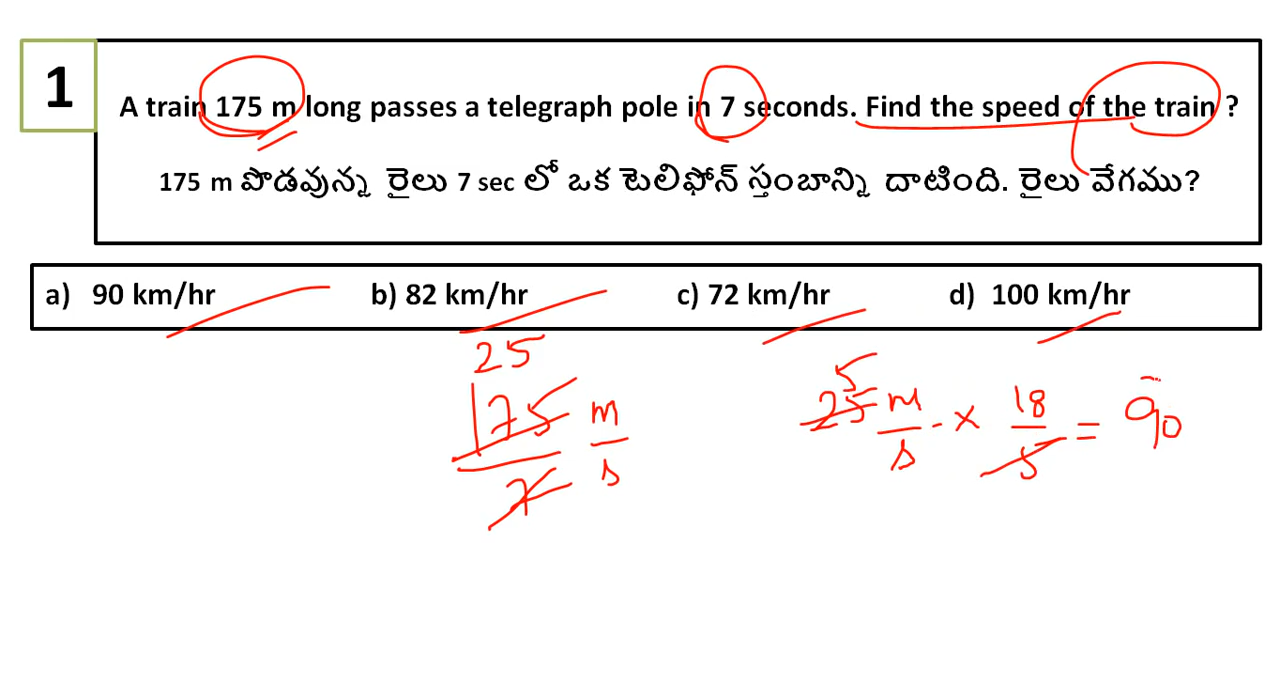 1
A train 175 m long passes a telegraph pole in 7 seconds. Find the speed of the train ?
175 m పొడవున్న రైలు 7 sec లో ఒక టెలిఫోన్ స్తంబాన్ని దాటింది. రైలు వేగము?
a) 90 km/hr b) 82 km/hr c) 72 km/hr d) 100 km/hr
25
175 m
7 s
5
25 m × 18 = 90
s 5